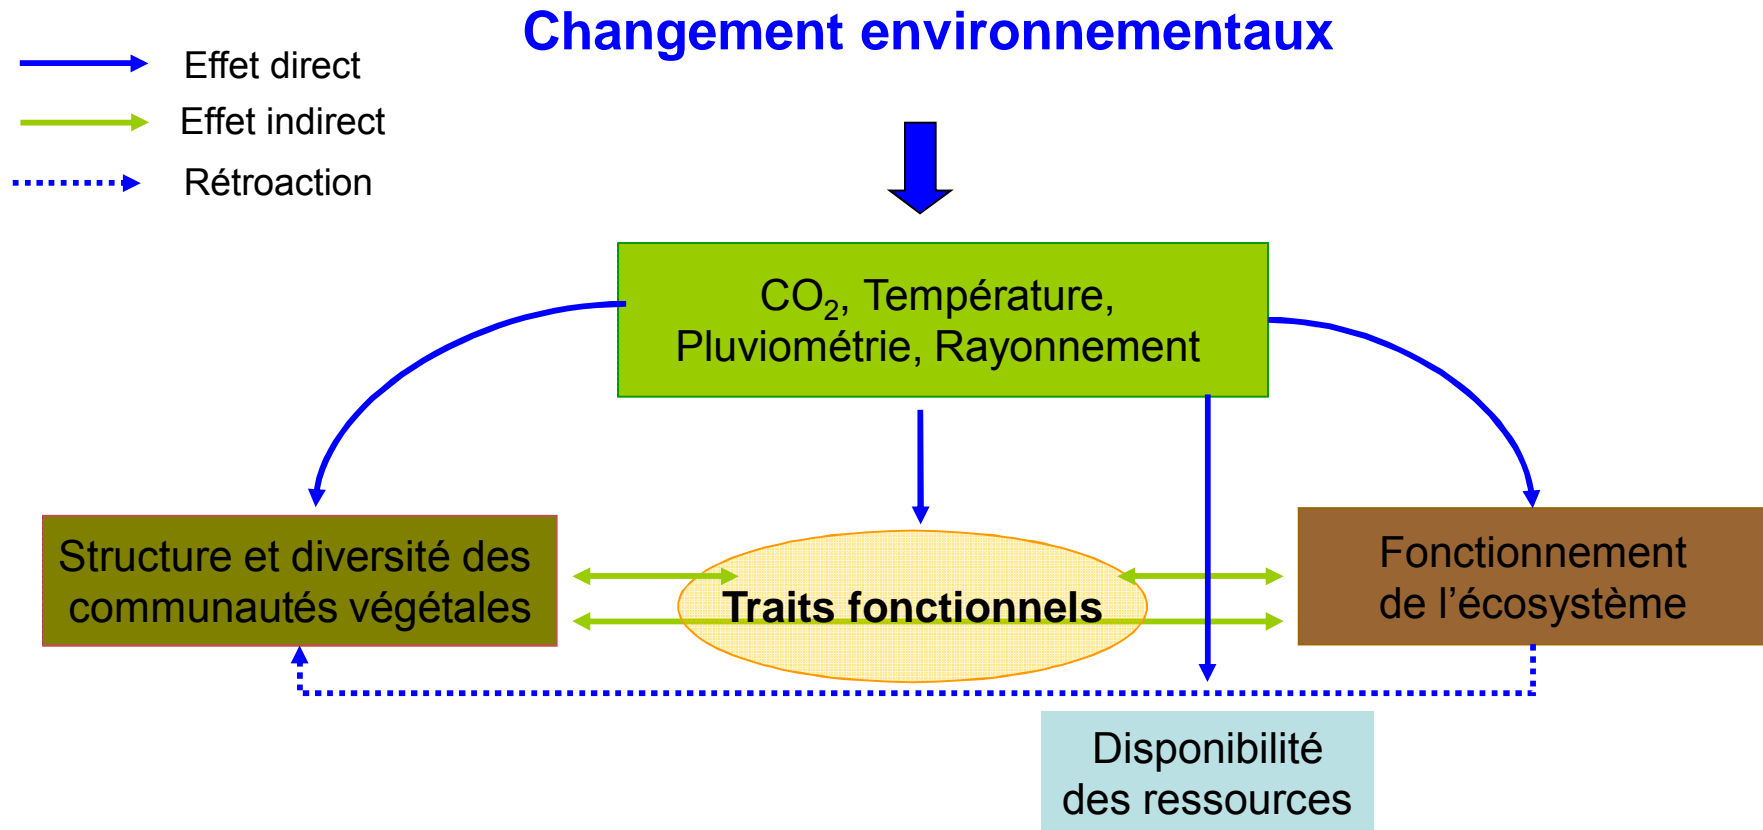 Changement environnementaux
Effet direct
Effet indirect
Rétroaction
CO₂, Température,
Pluviométrie, Rayonnement
Structure et diversité des
communautés végétales
Traits fonctionnels
Fonctionnement
de l’écosystème
Disponibilité
des ressources